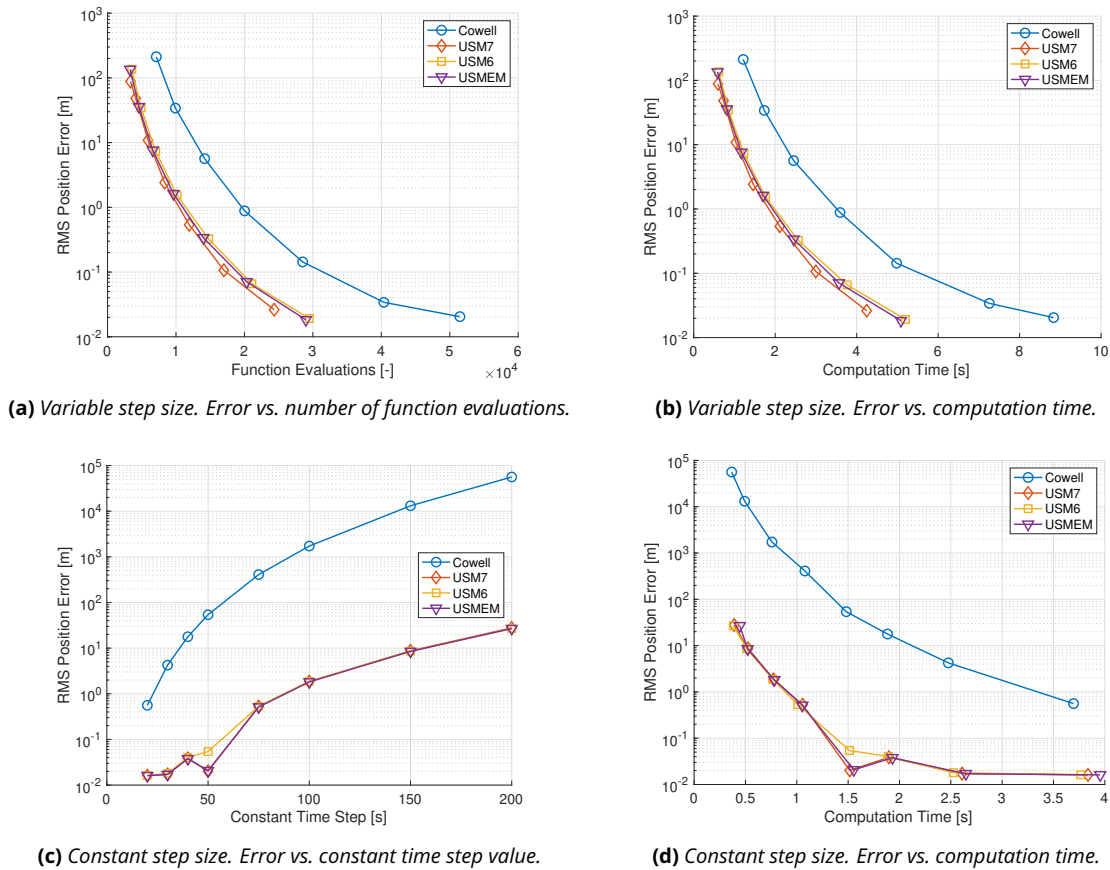 10^3
10^2
10^1
10^0
10^-1
10^-2
RMS Position Error [m]
0 1 2 3 4 5 6
×10^4
Function Evaluations [-]
Cowell
USM7
USM6
USMEM
(a) Variable step size. Error vs. number of function evaluations.
10^3
10^2
10^1
10^0
10^-1
10^-2
RMS Position Error [m]
0 2 4 6 8 10
Computation Time [s]
Cowell
USM7
USM6
USMEM
(b) Variable step size. Error vs. computation time.
10^5
10^4
10^3
10^2
10^1
10^0
10^-1
10^-2
RMS Position Error [m]
50 100 150 200
Constant Time Step [s]
Cowell
USM7
USM6
USMEM
(c) Constant step size. Error vs. constant time step value.
10^5
10^4
10^3
10^2
10^1
10^0
10^-1
10^-2
RMS Position Error [m]
0 0.5 1 1.5 2 2.5 3 3.5 4
Computation Time [s]
Cowell
USM7
USM6
USMEM
(d) Constant step size. Error vs. computation time.